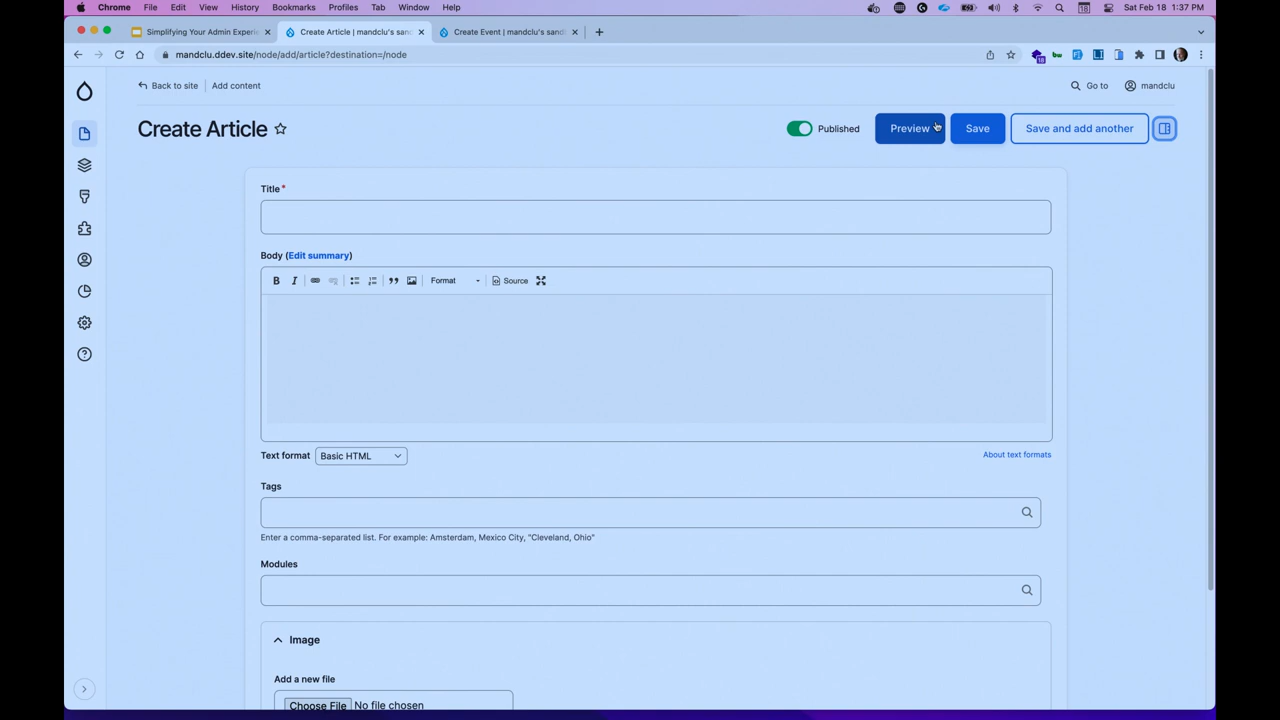 Chrome File Edit View History Bookmarks Profiles Tab Window Help
18
Sat Feb 18 1:37 PM
Simplifying Your Admin Experie
Create Article | mandclu's sand
Create Event | mandclu's sand
mandclu.ddev.site/node/add/article?destination=/node
18
Back to site
Add content
Go to
mandclu
Create Article
Published
Preview
Save
Save and add another
Title*
Body (Edit summary)
B I
Format
Source
Text format
Basic HTML
About text formats
Tags
Enter a comma-separated list. For example: Amsterdam, Mexico City, "Cleveland, Ohio"
Modules
Image
Add a new file
Choose File No file chosen